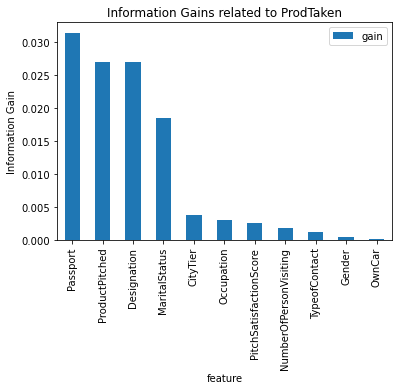 Information Gains related to ProdTaken
gain
Information Gain
0.030
0.025
0.020
0.015
0.010
0.005
0.000
Passport
ProductPitched
Designation
MaritalStatus
CityTier
Occupation
PitchSatisfactionScore
NumberOfPersonVisiting
TypeofContact
Gender
OwnCar
feature